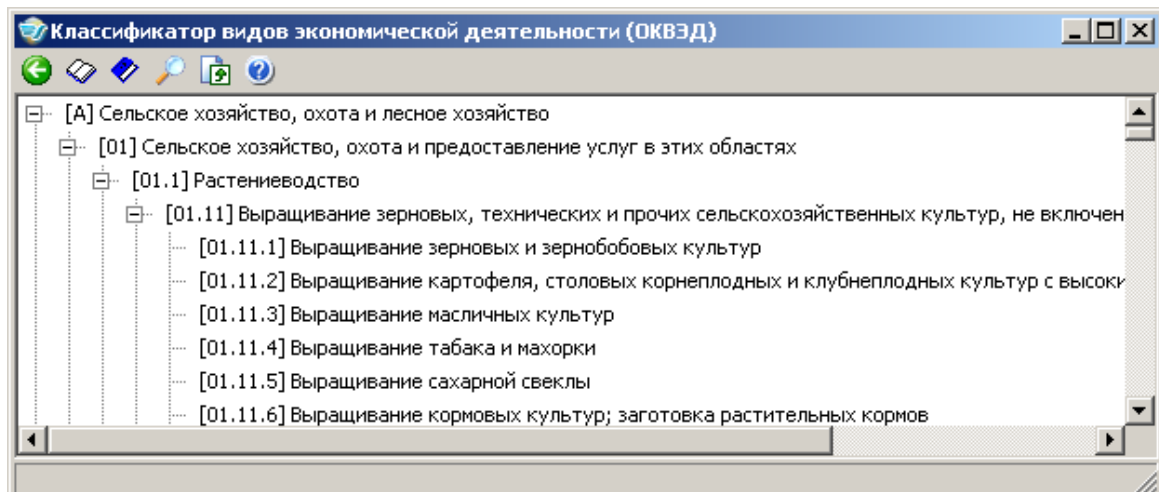 Классификатор видов экономической деятельности (ОКВЭД)
[A] Сельское хозяйство, охота и лесное хозяйство
[01] Сельское хозяйство, охота и предоставление услуг в этих областях
[01.1] Растениеводство
[01.11] Выращивание зерновых, технических и прочих сельскохозяйственных культур, не включен
[01.11.1] Выращивание зерновых и зернобобовых культур
[01.11.2] Выращивание картофеля, столовых корнеплодных и клубнеплодных культур с высоки
[01.11.3] Выращивание масличных культур
[01.11.4] Выращивание табака и махорки
[01.11.5] Выращивание сахарной свеклы
[01.11.6] Выращивание кормовых культур; заготовка растительных кормов